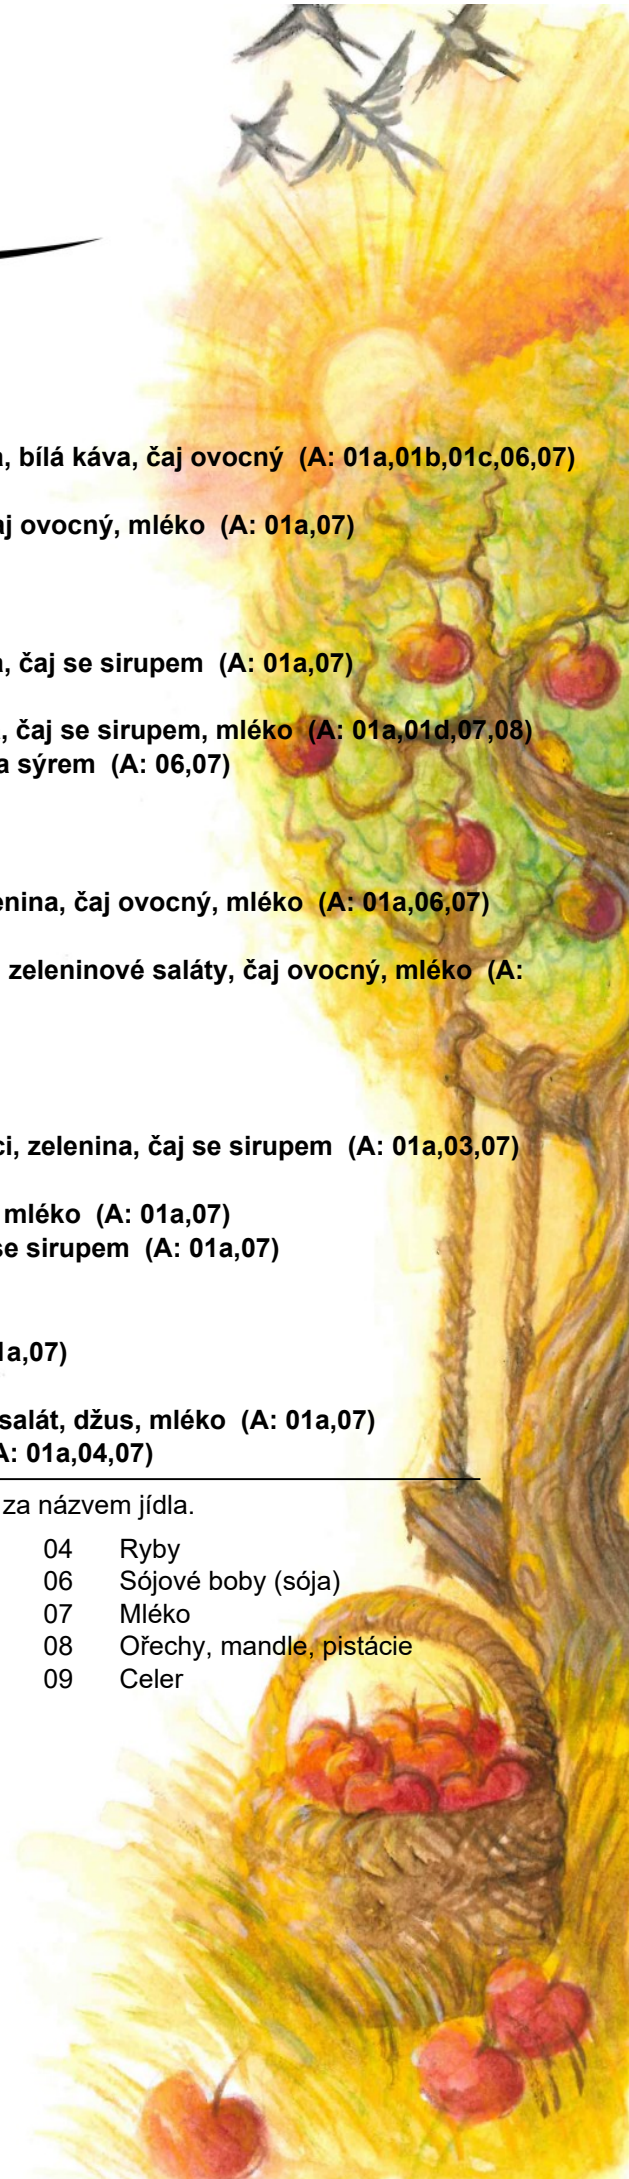 , bílá káva, čaj ovocný (A: 01a,01b,01c,06,07)
ovocný, mléko (A: 01a,07)
, čaj se sirupem (A: 01a,07)
, čaj se sirupem, mléko (A: 01a,01d,07,08)
a sýrem (A: 06,07)
enina, čaj ovocný, mléko (A: 01a,06,07)
zeleninové saláty, čaj ovocný, mléko (A:
ci, zelenina, čaj se sirupem (A: 01a,03,07)
mléko (A: 01a,07)
se sirupem (A: 01a,07)
1a,07)
salát, džus, mléko (A: 01a,07)
A: 01a,04,07)
za názvem jídla.
04 Ryby
06 Sójové boby (sója)
07 Mléko
08 Ořechy, mandle, pistácie
09 Celer